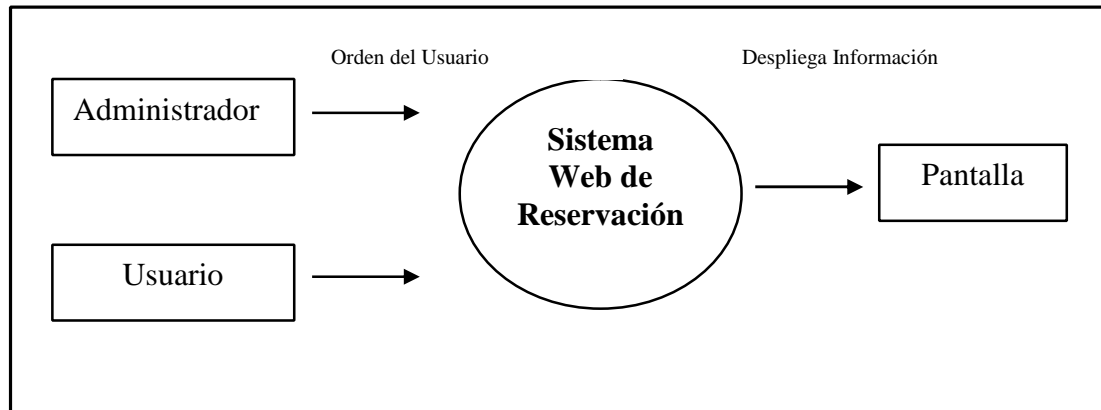 Orden del Usuario
Despliega Información
Administrador
Sistema
Web de
Reservación
Pantalla
Usuario